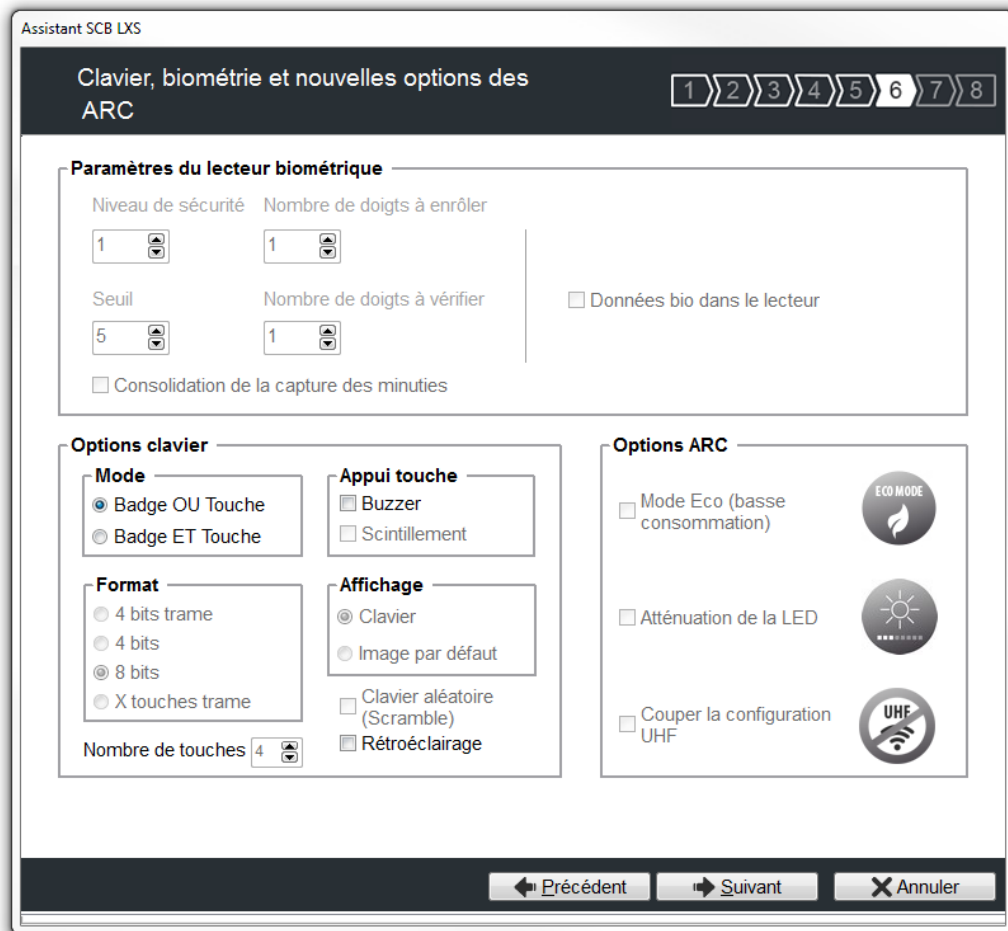 Assistant SCB LXS
Clavier, biométrie et nouvelles options des
ARC
1 2 3 4 5 6 7 8
Paramètres du lecteur biométrique
Niveau de sécurité
Nombre de doigts à enrôler
1
1
Seuil
Nombre de doigts à vérifier
5
1
Données bio dans le lecteur
Consolidation de la capture des minuties
Options clavier
Mode
Badge OU Touche
Badge ET Touche
Appui touche
Buzzer
Scintillement
Format
4 bits trame
4 bits
8 bits
X touches trame
Nombre de touches 4
Affichage
Clavier
Image par défaut
Clavier aléatoire
(Scramble)
Rétroéclairage
Options ARC
Mode Eco (basse
consommation)
ECO MODE
Atténuation de la LED
Couper la configuration
UHF
UHF
Précédent
Suivant
Annuler